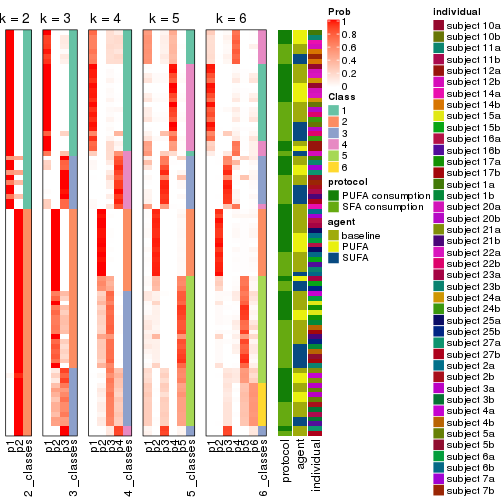 k = 2
k = 3
k = 4
k = 5
k = 6
p1
p2
2_classes
p1
p2
p3
3_classes
p1
p2
p3
p4
4_classes
p1
p2
p3
p4
p5
5_classes
p1
p2
p3
p4
p5
p6
6_classes
protocol
agent
individual
Prob
1
0.8
0.6
0.4
0.2
0
Class
1
2
3
4
5
6
protocol
PUFA consumption
SFA consumption
agent
baseline
PUFA
SUFA
individual
subject 10a
subject 10b
subject 11a
subject 11b
subject 12a
subject 12b
subject 14a
subject 14b
subject 15a
subject 15b
subject 16a
subject 16b
subject 17a
subject 17b
subject 1a
subject 1b
subject 20a
subject 20b
subject 21a
subject 21b
subject 22a
subject 22b
subject 23a
subject 23b
subject 24a
subject 24b
subject 25a
subject 25b
subject 27a
subject 27b
subject 2a
subject 2b
subject 3a
subject 3b
subject 4a
subject 4b
subject 5a
subject 5b
subject 6a
subject 6b
subject 7a
subject 7b